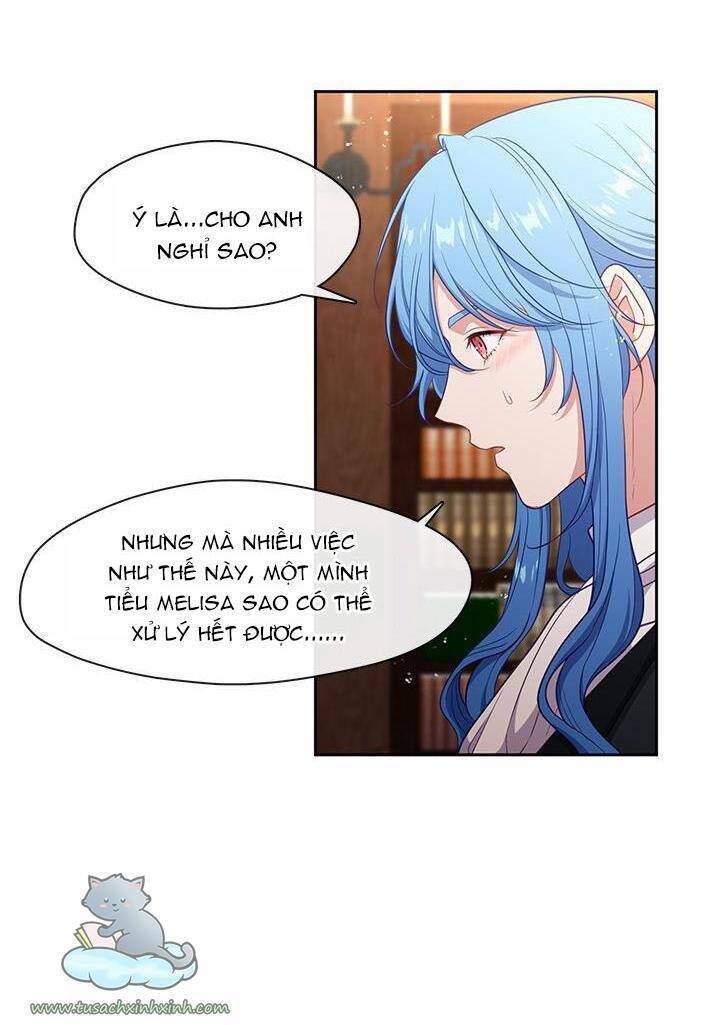 Ý LÀ...CHO ANH
NGHỈ SAO?
NHƯNG MÀ NHIỀU VIỆC
NHƯ THẾ NÀY, MỘT MÌNH
TIỂU MELISA SAO CÓ THỂ
XỬ LÝ HẾT ĐƯỢC......
www.tusachxinhxinh.com